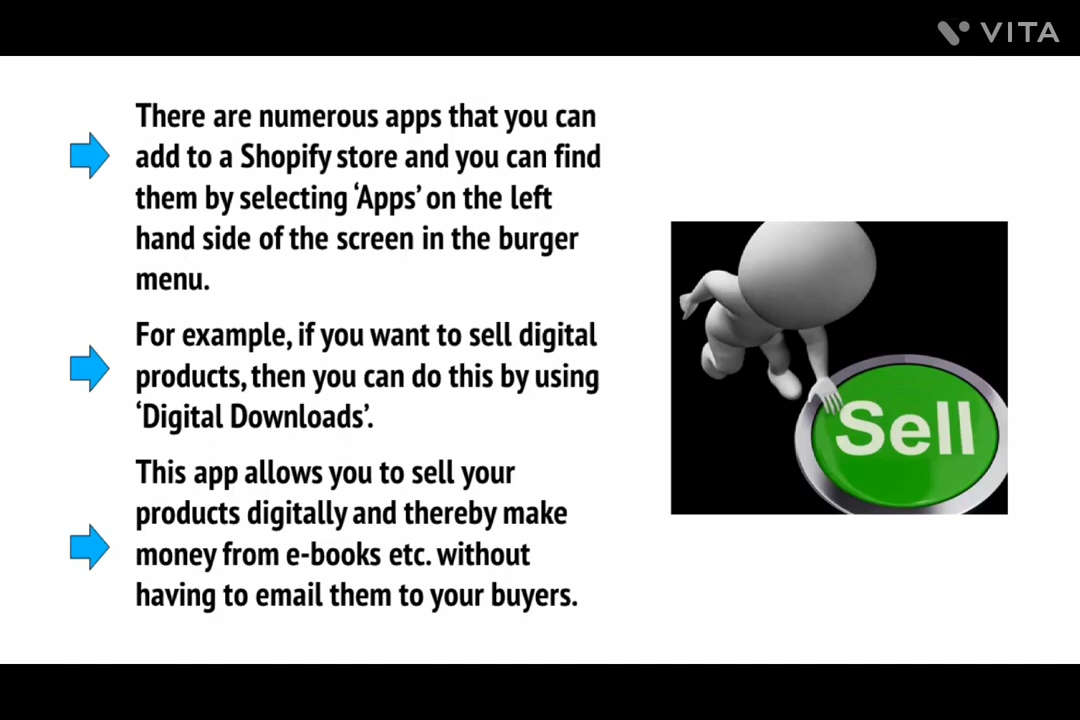 VITA
There are numerous apps that you can
add to a Shopify store and you can find
them by selecting ‘Apps’ on the left
hand side of the screen in the burger
menu.
For example, if you want to sell digital
products, then you can do this by using
‘Digital Downloads’.
This app allows you to sell your
products digitally and thereby make
money from e-books etc. without
having to email them to your buyers.
Sell